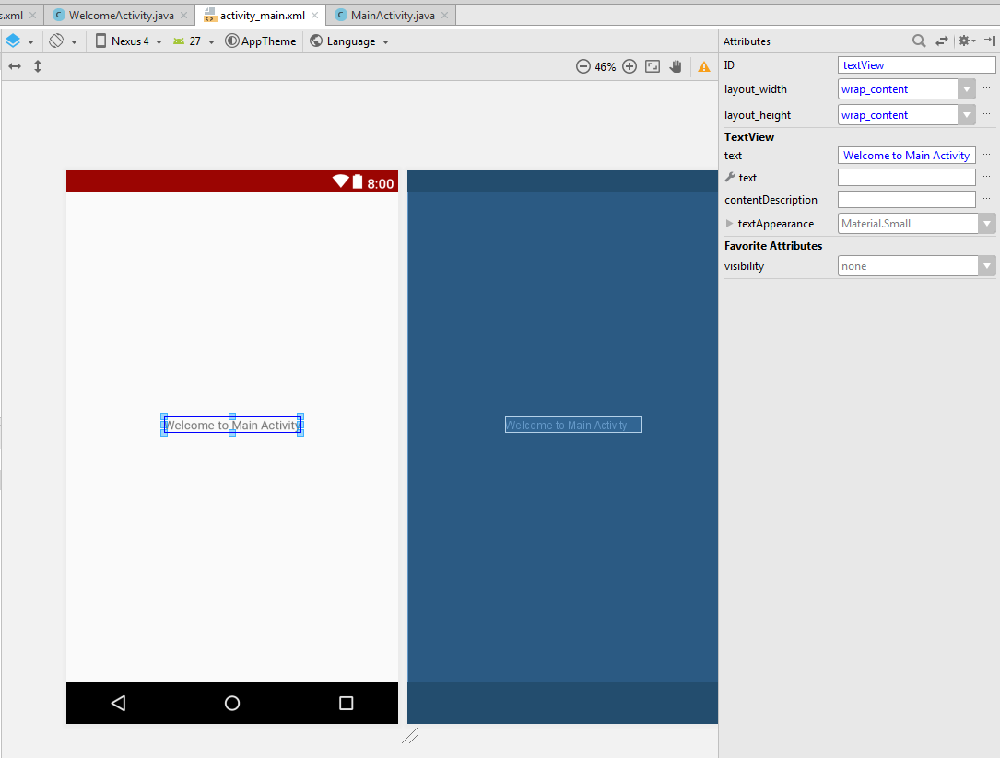 s.xml
WelcomeActivity.java
activity_main.xml
MainActivity.java
Nexus 4
27
AppTheme
Language
Attributes
46%
ID
textView
layout_width
wrap_content
...
layout_height
wrap_content
...
TextView
text
Welcome to Main Activity
...
text
...
contentDescription
...
textAppearance
Material.Small
Favorite Attributes
visibility
none
8:00
Welcome to Main Activity
Welcome to Main Activity